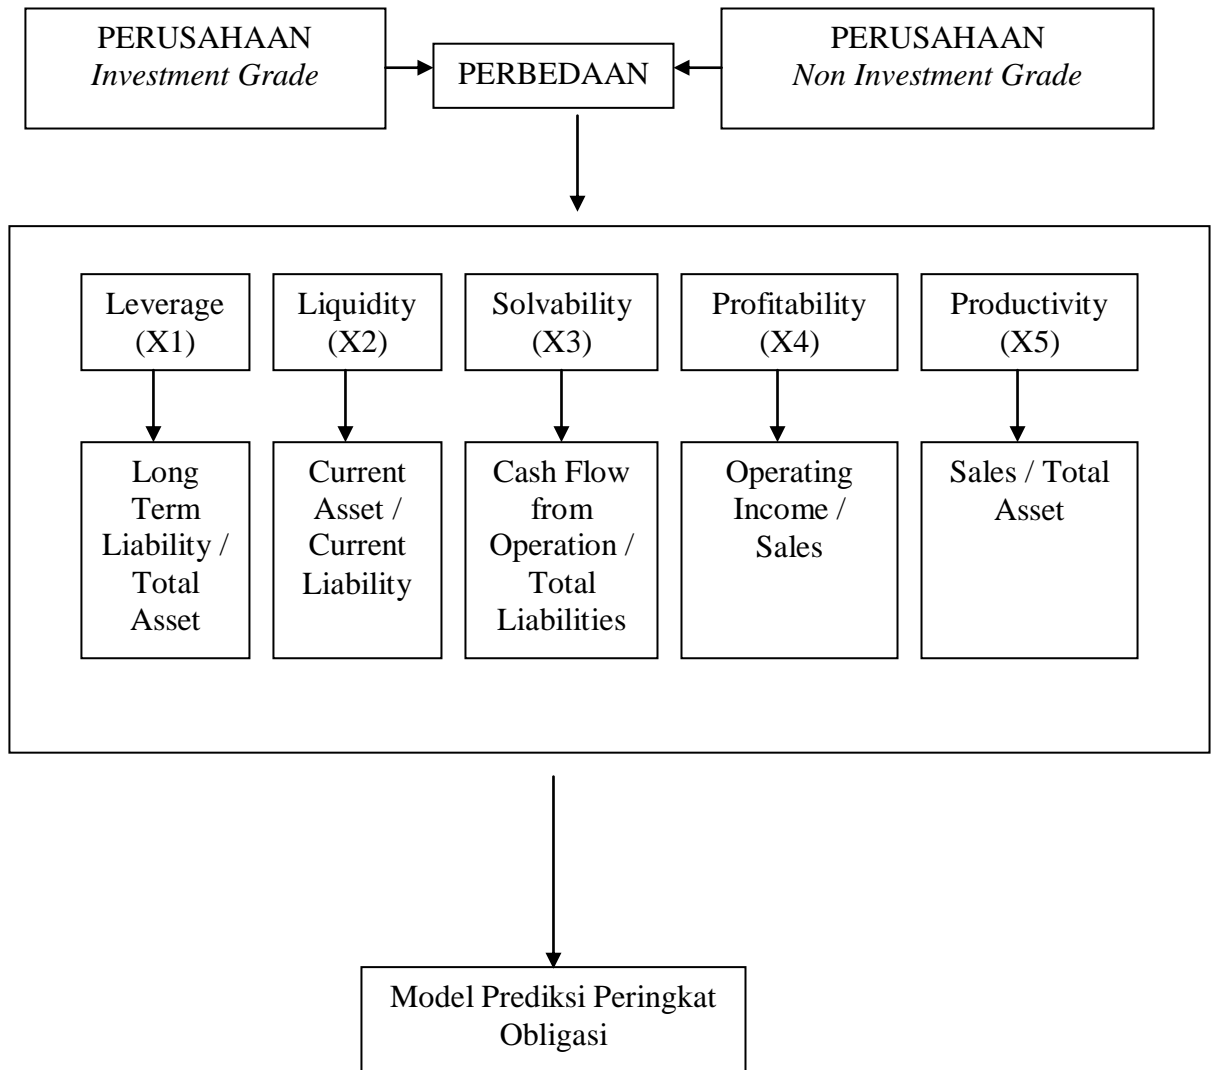 PERUSAHAAN
Investment Grade
PERBEDAAN
PERUSAHAAN
Non Investment Grade
Leverage
(X1)
Liquidity
(X2)
Solvability
(X3)
Profitability
(X4)
Productivity
(X5)
Long
Term
Liability /
Total
Asset
Current
Asset /
Current
Liability
Cash Flow
from
Operation /
Total
Liabilities
Operating
Income /
Sales
Sales / Total
Asset
Model Prediksi Peringkat
Obligasi